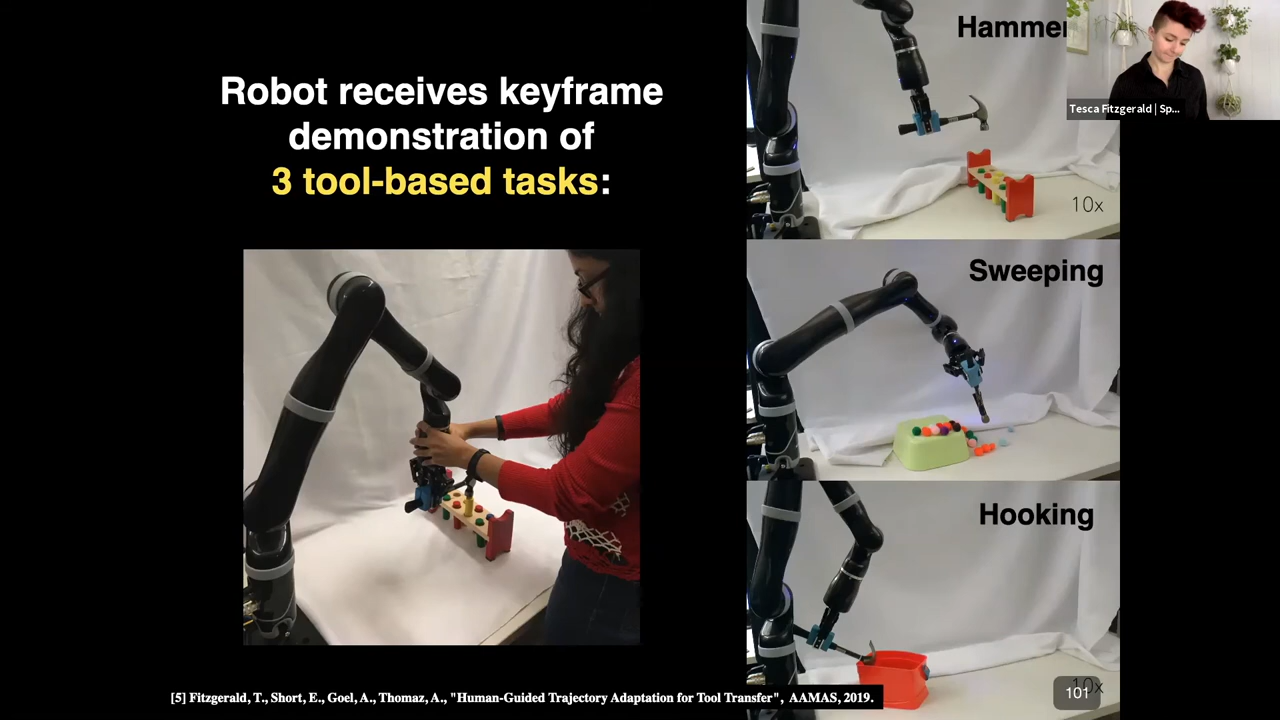 Robot receives keyframe
demonstration of
3 tool-based tasks:
Hammer
10x
Tesca Fitzgerald | Sp...
Sweeping
Hooking
101
[5] Fitzgerald, T., Short, E., Goel, A., Thomaz, A., "Human-Guided Trajectory Adaptation for Tool Transfer", AAMAS, 2019.